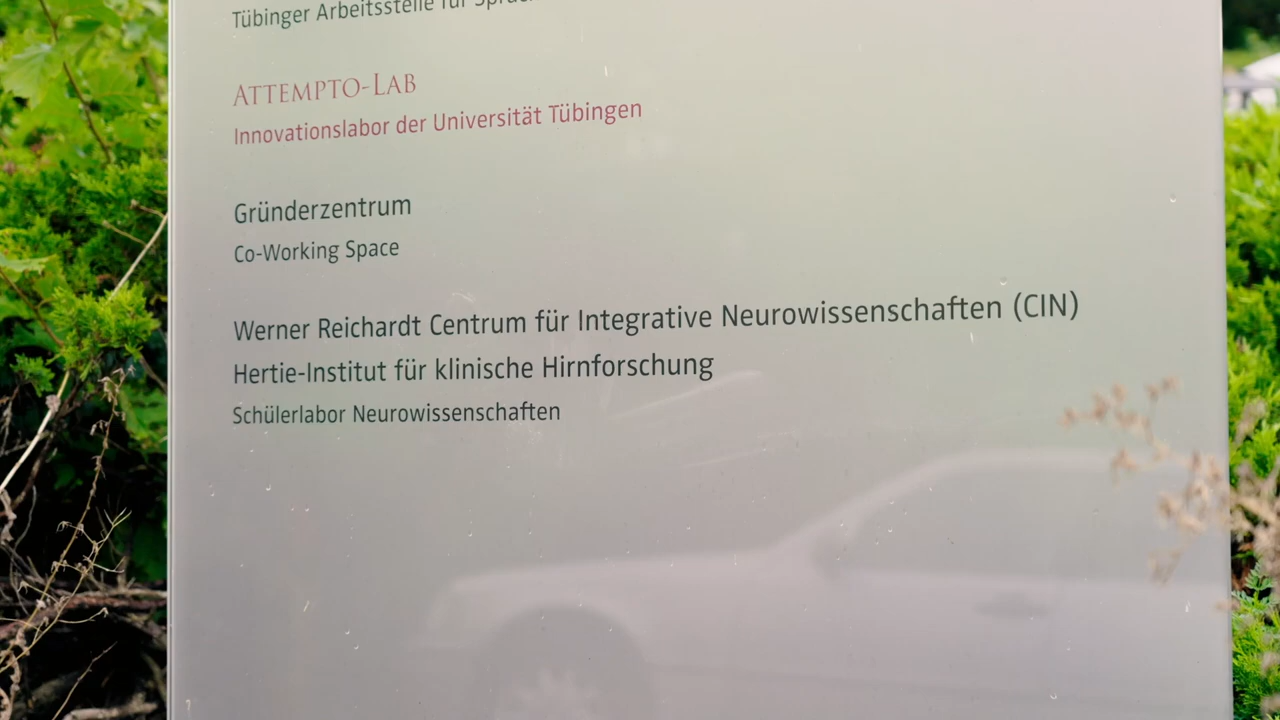 Tübinger Arbeitsstelle für
ATTEMPTO-LAB
Innovationslabor der Universität Tübingen
Gründerzentrum
Co-Working Space
Werner Reichardt Centrum für Integrative Neurowissenschaften (CIN)
Hertie-Institut für klinische Hirnforschung
Schülerlabor Neurowissenschaften